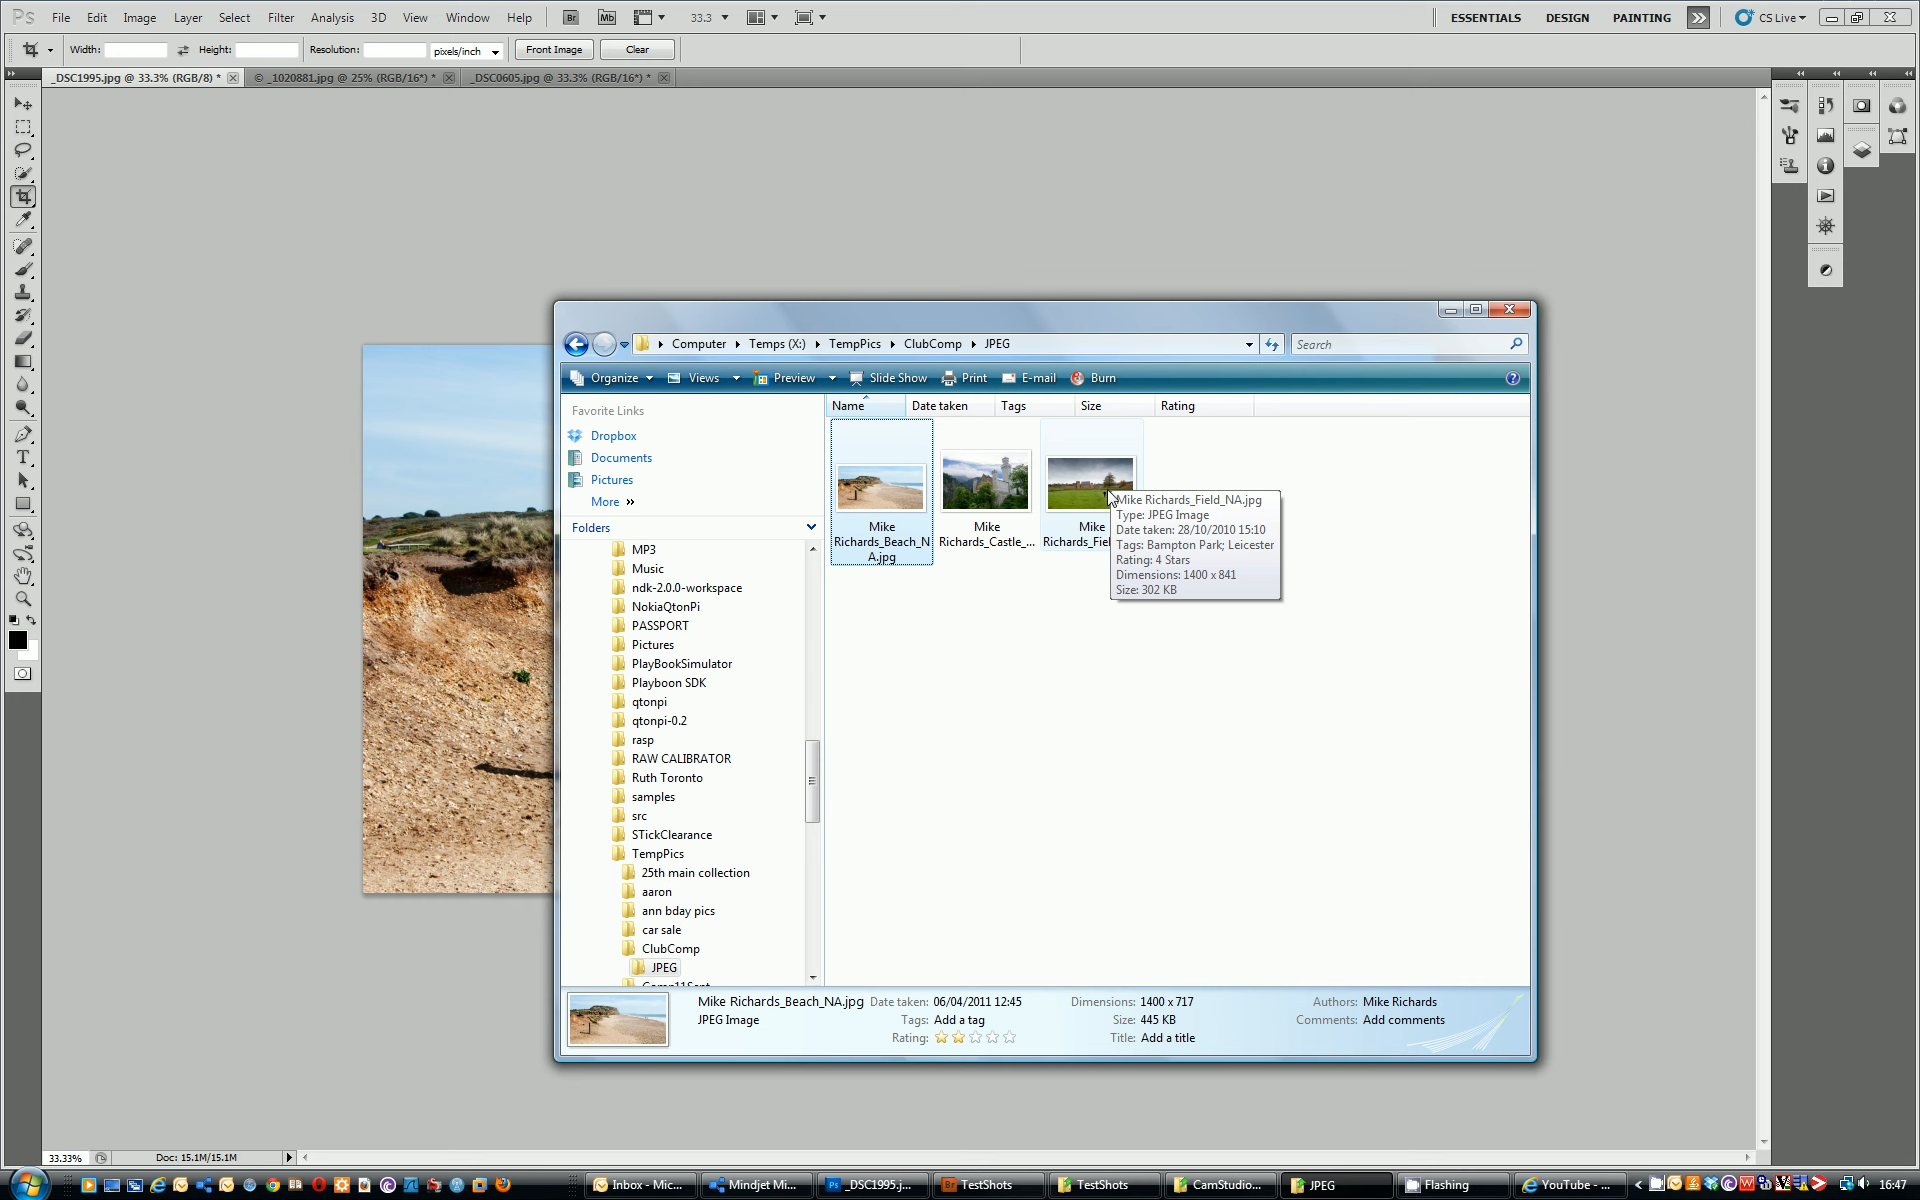 Ps File Edit Image Layer Select Filter Analysis 3D View Window Help Br Mb 33.3 ESSENTIALS DESIGN PAINTING CS Live
Width: Height: Resolution: pixels/inch Front Image Clear
_DSC1995.jpg @ 33.3% (RGB/8) * © _1020881.jpg @ 25% (RGB/16*) * _DSC0605.jpg @ 33.3% (RGB/16*) *
Computer Temps (X:) TempPics ClubComp JPEG Search
Organize Views Preview Slide Show Print E-mail Burn
Favorite Links
Dropbox
Documents
Pictures
More
Folders
MP3
Music
ndk-2.0.0-workspace
NokiaQtonPi
PASSPORT
Pictures
PlayBookSimulator
Playboon SDK
qtonpi
qtonpi-0.2
rasp
RAW CALIBRATOR
Ruth Toronto
samples
src
STickClearance
TempPics
25th main collection
aaron
ann bday pics
car sale
ClubComp
JPEG
Name Date taken Tags Size Rating
Mike
Richards_Beach_N
A.jpg
Mike
Richards_Castle_...
Mike
Richards_Fiel
Mike Richards_Field_NA.jpg
Type: JPEG Image
Date taken: 28/10/2010 15:10
Tags: Bampton Park; Leicester
Rating: 4 Stars
Dimensions: 1400 x 841
Size: 302 KB
Mike Richards_Beach_NA.jpg Date taken: 06/04/2011 12:45 Dimensions: 1400 x 717 Authors: Mike Richards
JPEG Image Tags: Add a tag Size: 445 KB Comments: Add comments
Rating: Title: Add a title
33.33% Doc: 15.1M/15.1M
Inbox - Mic... Mindjet Mi... Ps _DSC1995.j... Br TestShots TestShots CamStudio... JPEG Flashing YouTube - ... 16:47